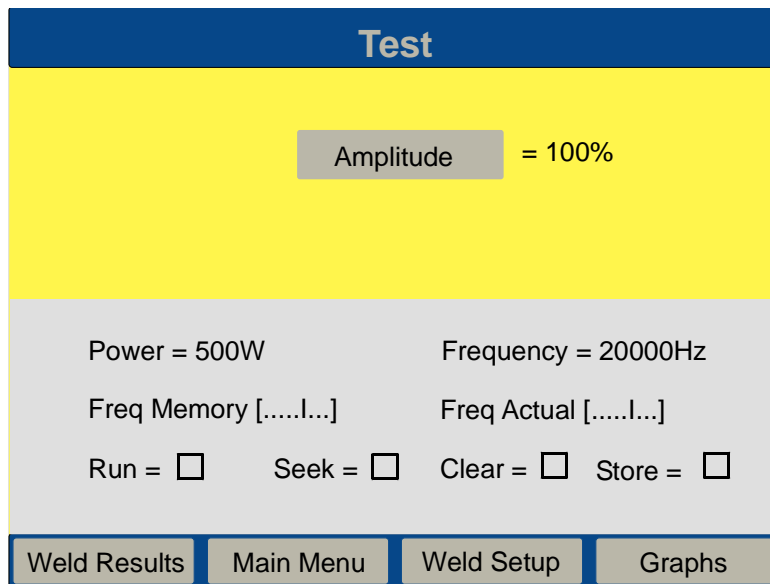 Test
Amplitude = 100%
Power = 500W Frequency = 20000Hz
Freq Memory [.....I...] Freq Actual [.....I...]
Run = Seek = Clear = Store =
Weld Results Main Menu Weld Setup Graphs